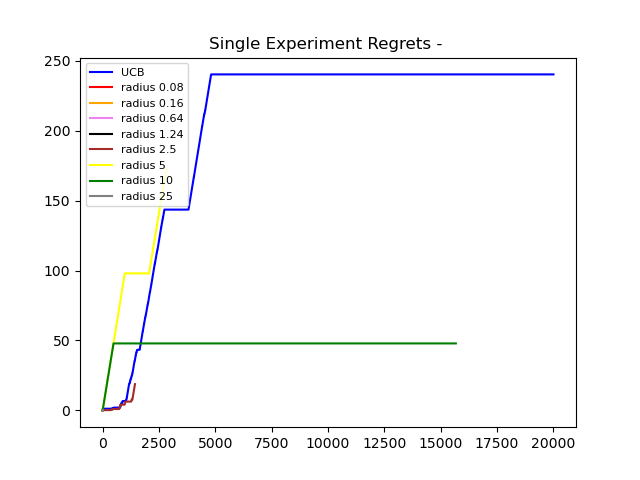 Single Experiment Regrets -
250
200
150
100
50
0
UCB
radius 0.08
radius 0.16
radius 0.64
radius 1.24
radius 2.5
radius 5
radius 10
radius 25
0 2500 5000 7500 10000 12500 15000 17500 20000